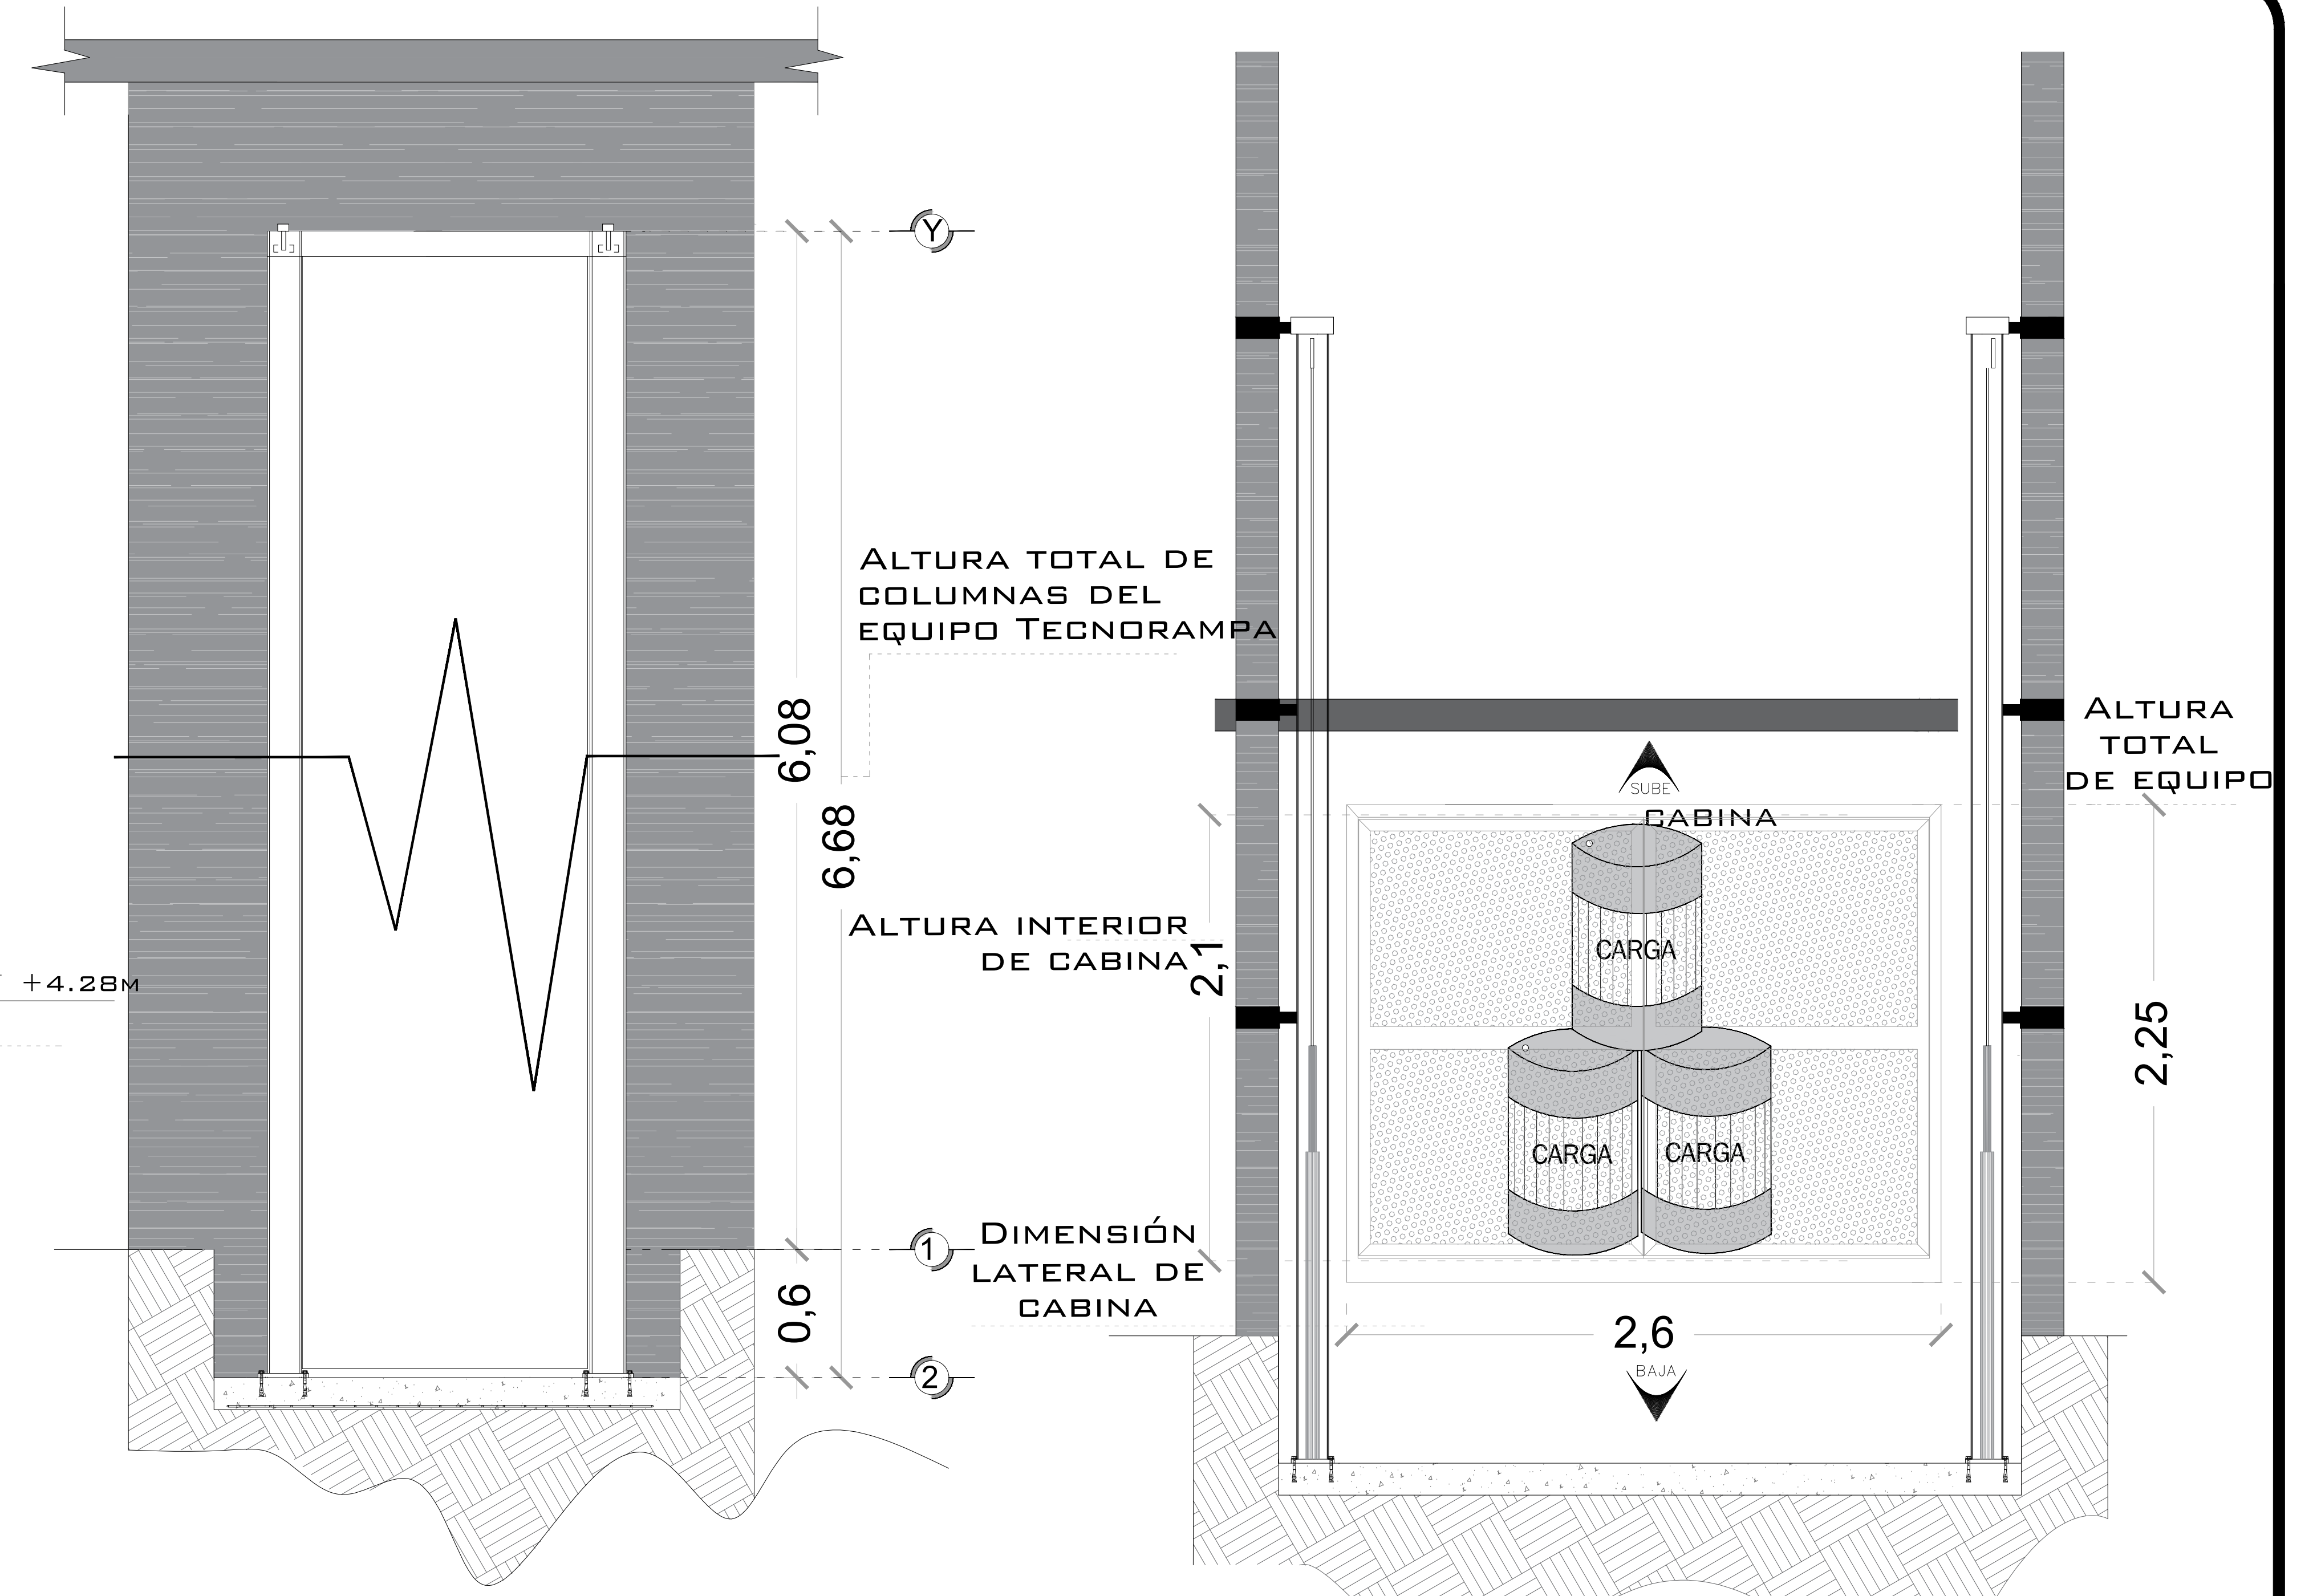 Y
ALTURA TOTAL DE
COLUMNAS DEL
EQUIPO TECNORAMPA
6,08
6,68
+4.28M
ALTURA INTERIOR
DE CABINA
2,1
1
DIMENSIÓN
LATERAL DE
CABINA
0,6
2
ALTURA
TOTAL
DE EQUIPO
SUBE
CABINA
CARGA
CARGA
CARGA
2,25
2,6
BAJA